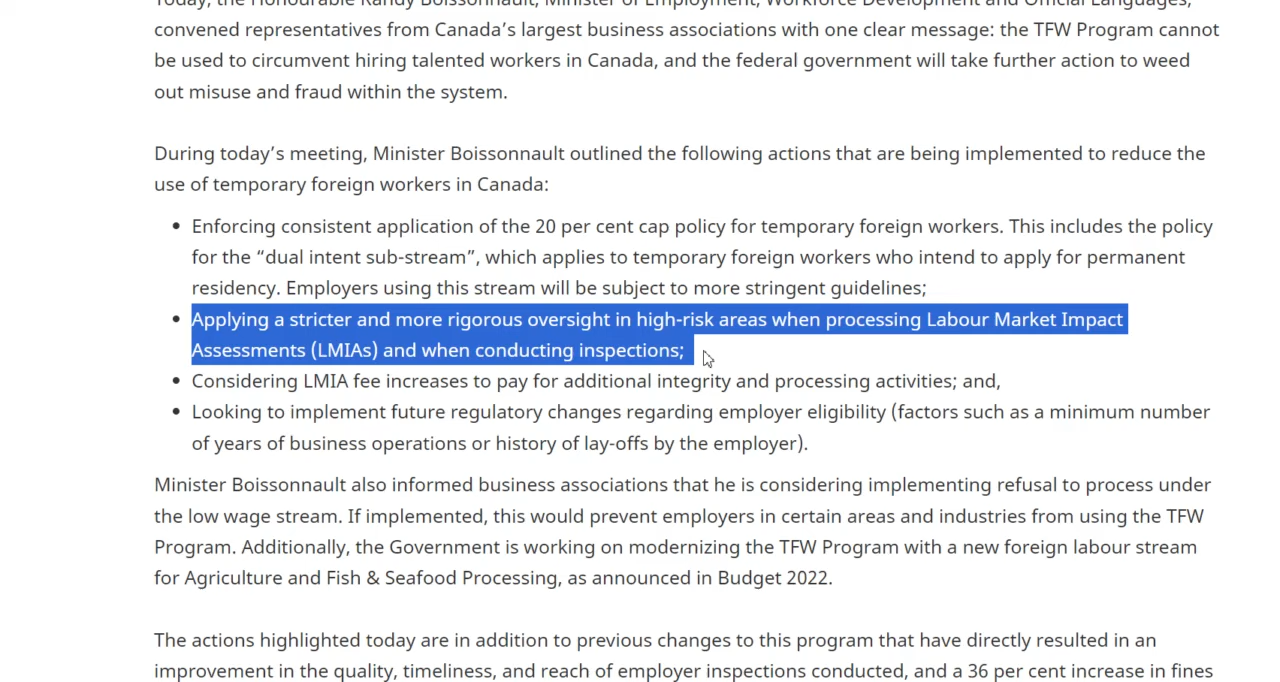 Today, the Honourable Randy Boissonnault, Minister of Employment, Workforce Development and Official Languages,
convened representatives from Canada’s largest business associations with one clear message: the TFW Program cannot
be used to circumvent hiring talented workers in Canada, and the federal government will take further action to weed
out misuse and fraud within the system.
During today’s meeting, Minister Boissonnault outlined the following actions that are being implemented to reduce the
use of temporary foreign workers in Canada:
• Enforcing consistent application of the 20 per cent cap policy for temporary foreign workers. This includes the policy
for the “dual intent sub-stream”, which applies to temporary foreign workers who intend to apply for permanent
residency. Employers using this stream will be subject to more stringent guidelines;
• Applying a stricter and more rigorous oversight in high-risk areas when processing Labour Market Impact
Assessments (LMIAs) and when conducting inspections;
• Considering LMIA fee increases to pay for additional integrity and processing activities; and,
• Looking to implement future regulatory changes regarding employer eligibility (factors such as a minimum number
of years of business operations or history of lay-offs by the employer).
Minister Boissonnault also informed business associations that he is considering implementing refusal to process under
the low wage stream. If implemented, this would prevent employers in certain areas and industries from using the TFW
Program. Additionally, the Government is working on modernizing the TFW Program with a new foreign labour stream
for Agriculture and Fish & Seafood Processing, as announced in Budget 2022.
The actions highlighted today are in addition to previous changes to this program that have directly resulted in an
improvement in the quality, timeliness, and reach of employer inspections conducted, and a 36 per cent increase in fines